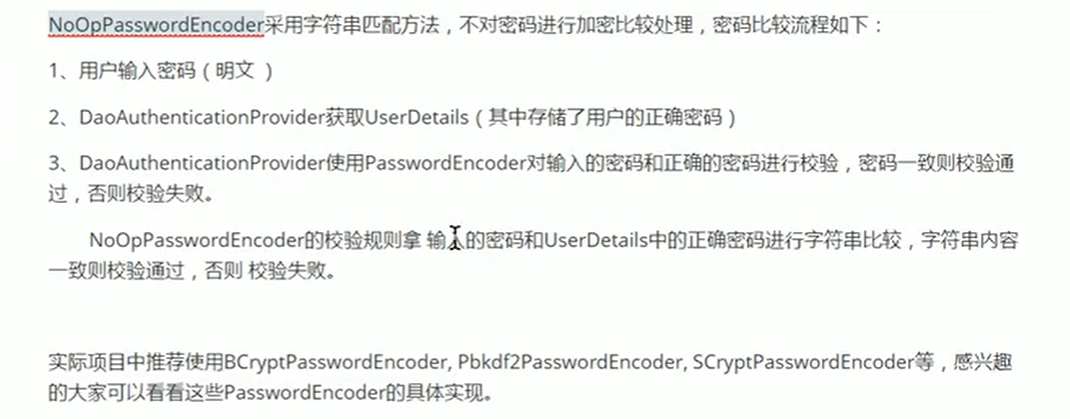 NoOpPasswordEncoder采用字符串匹配方法，不对密码进行加密比较处理，密码比较流程如下：
1、用户输入密码（明文 ）
2、DaoAuthenticationProvider获取UserDetails（其中存储了用户的正确密码）
3、DaoAuthenticationProvider使用PasswordEncoder对输入的密码和正确的密码进行校验，密码一致则校验通
过，否则校验失败。
NoOpPasswordEncoder的校验规则拿 输入的密码和UserDetails中的正确密码进行字符串比较，字符串内容
一致则校验通过，否则 校验失败。
实际项目中推荐使用BCryptPasswordEncoder, Pbkdf2PasswordEncoder, SCryptPasswordEncoder等，感兴趣
的大家可以看看这些PasswordEncoder的具体实现。